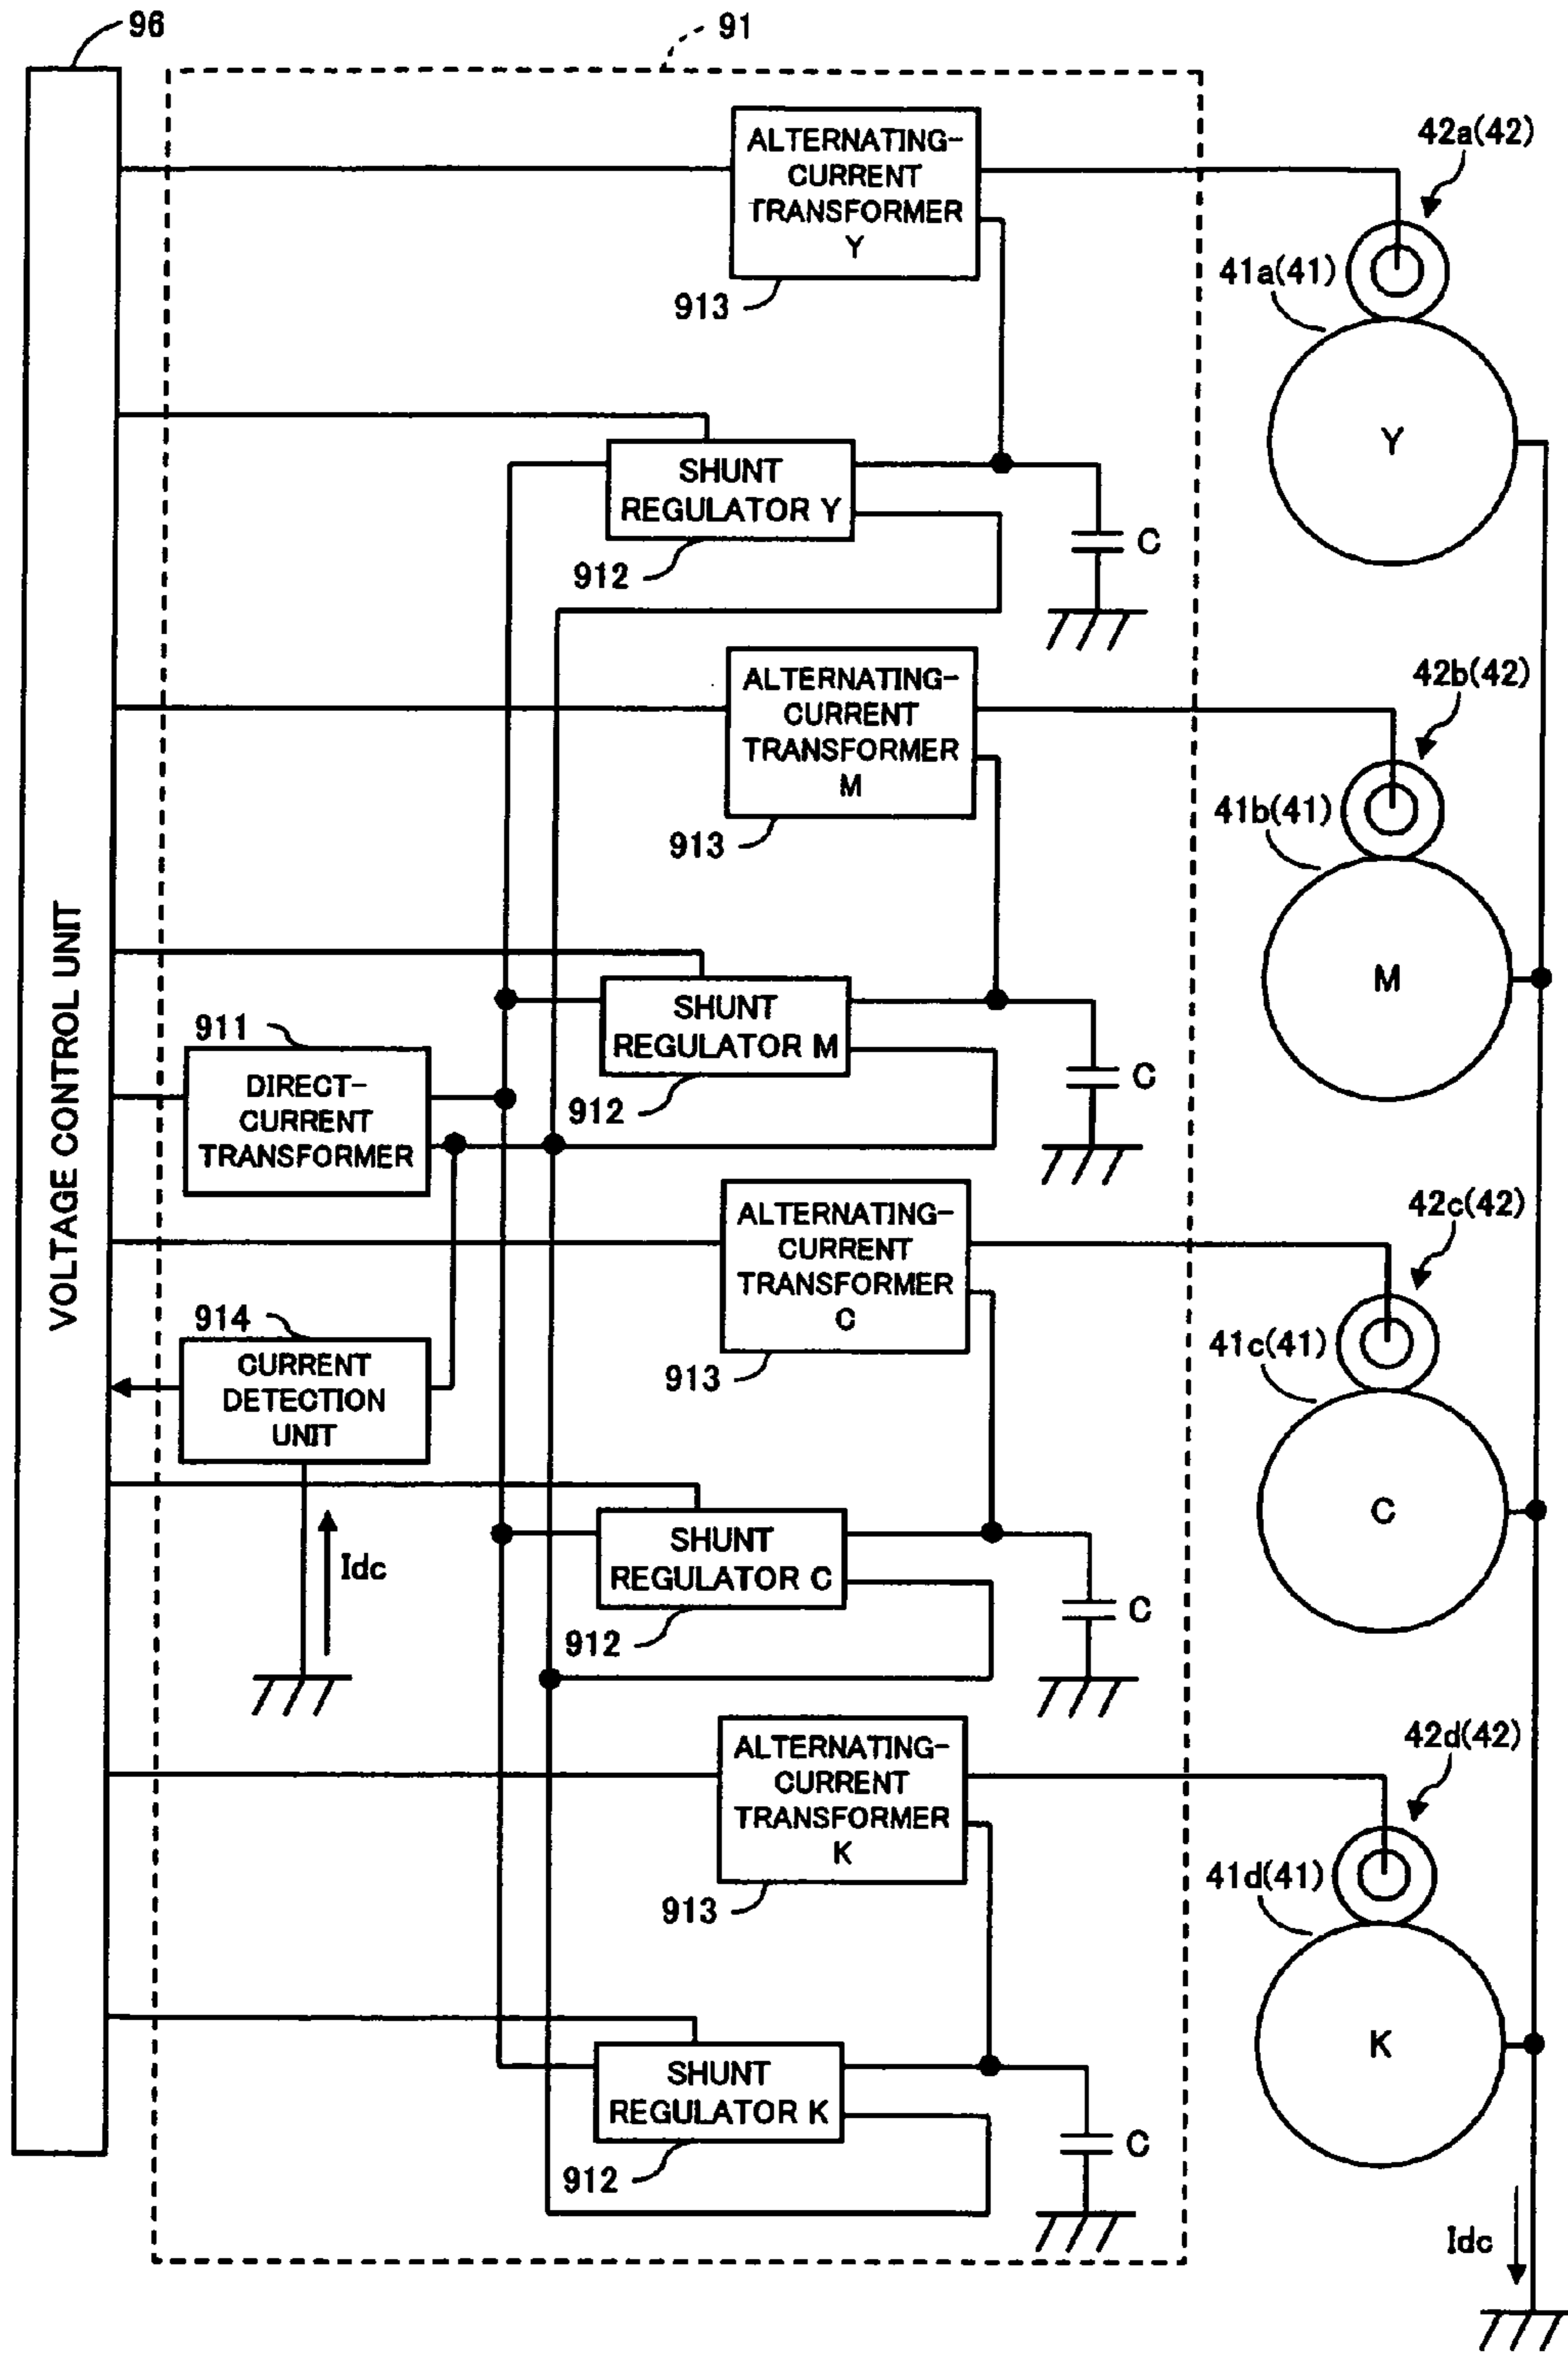 96
91
ALTERNATING-
CURRENT
TRANSFORMER
Y
913
42a(42)
41a(41)
Y
SHUNT
REGULATOR Y
912
C
ALTERNATING-
CURRENT
TRANSFORMER
M
913
42b(42)
41b(41)
M
VOLTAGE CONTROL UNIT
SHUNT
REGULATOR M
912
C
911
DIRECT-
CURRENT
TRANSFORMER
ALTERNATING-
CURRENT
TRANSFORMER
C
913
42c(42)
41c(41)
C
914
CURRENT
DETECTION
UNIT
Idc
SHUNT
REGULATOR C
912
C
ALTERNATING-
CURRENT
TRANSFORMER
K
913
42d(42)
41d(41)
K
SHUNT
REGULATOR K
912
C
Idc